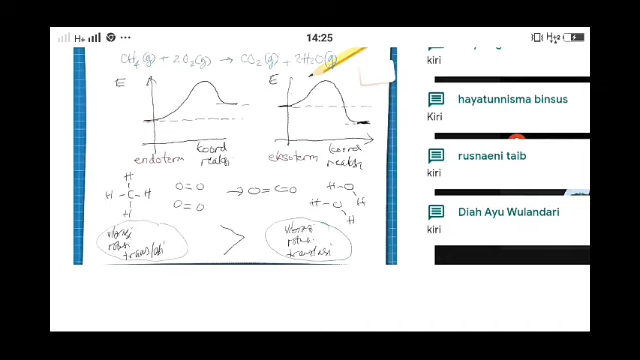 H+ 14:25
CH4(g) + 2O2(g) → CO2(g) + 2H2O(g)
E
E
koord
reaksi
koord
reaksi
endoterm
eksoterm
H
H-C-H
H
O=O
O=O
→ O=C=O
H-O
H
H-O
H
vibrasi
rotasi
translasi
>
vibrasi
rotasi
translasi
kiri
hayatunnisma binsus
Kiri
rusnaeni taib
kiri
Diah Ayu Wulandari
kiri